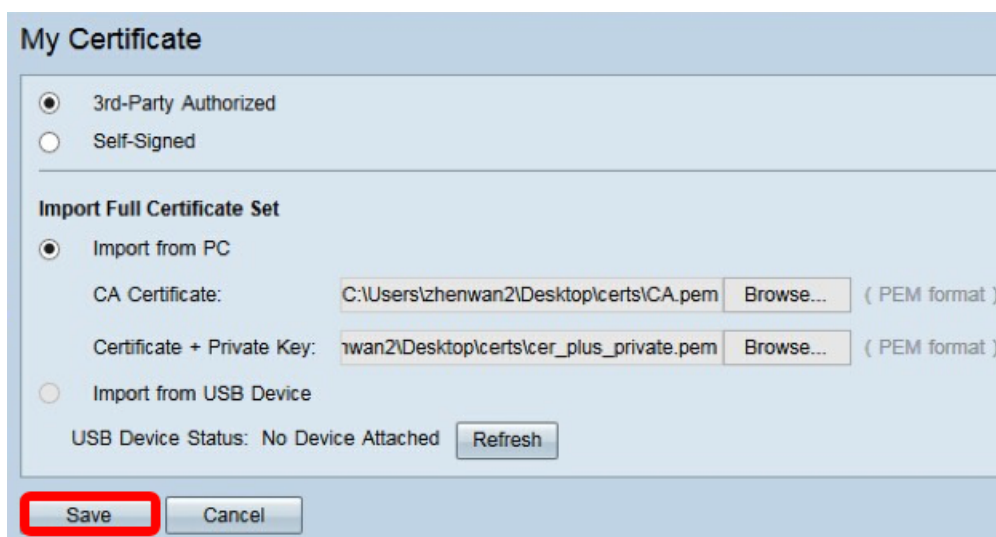 My Certificate
3rd-Party Authorized
Self-Signed
Import Full Certificate Set
Import from PC
CA Certificate: C:\Users\zhenwan2\Desktop\certs\CA.pem Browse... ( PEM format )
Certificate + Private Key: nwan2\Desktop\certs\cer_plus_private.pem Browse... ( PEM format )
Import from USB Device
USB Device Status: No Device Attached Refresh
Save Cancel